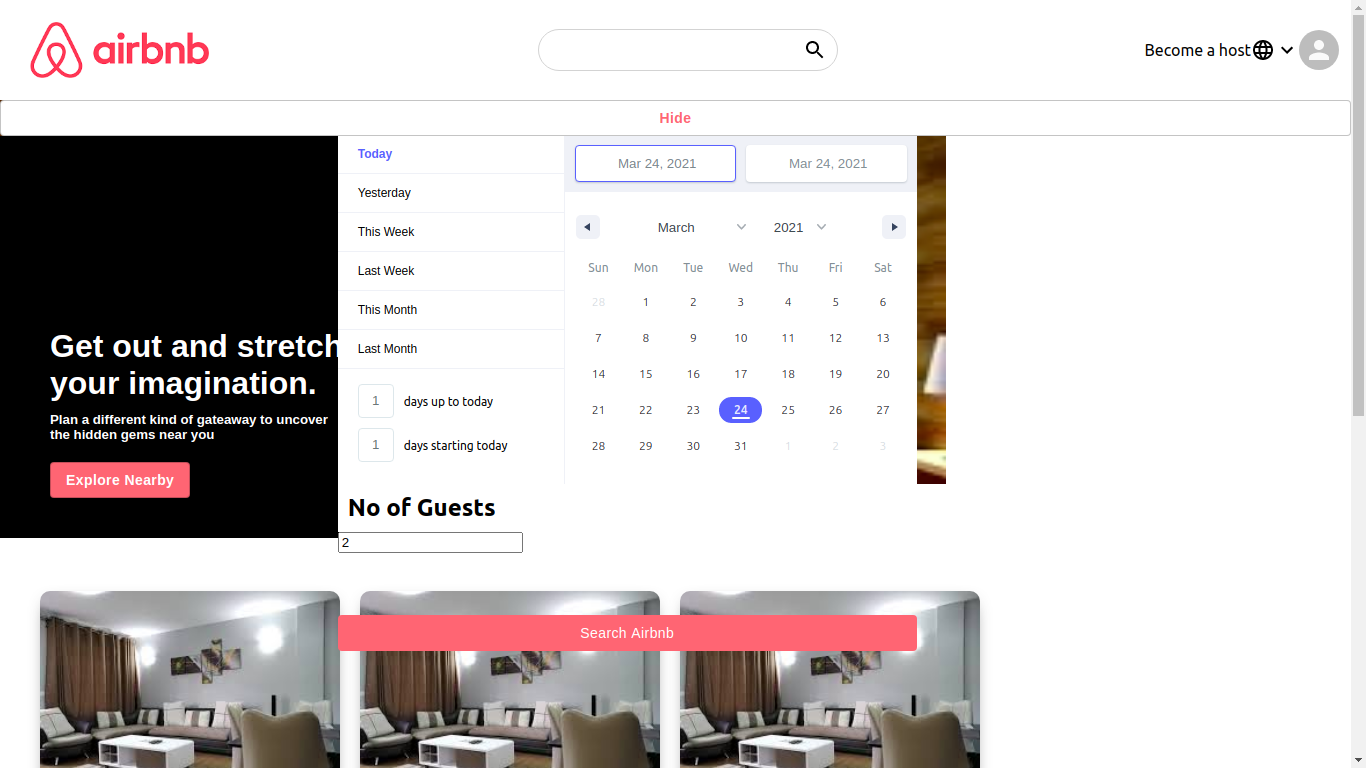 airbnb
Become a host
Hide
Today
Yesterday
This Week
Last Week
This Month
Last Month
1 days up to today
1 days starting today
Mar 24, 2021 Mar 24, 2021
March 2021
Sun Mon Tue Wed Thu Fri Sat
28 1 2 3 4 5 6
7 8 9 10 11 12 13
14 15 16 17 18 19 20
21 22 23 24 25 26 27
28 29 30 31 1 2 3
Get out and stretch
your imagination.
Plan a different kind of gateaway to uncover
the hidden gems near you
Explore Nearby
No of Guests
2
Search Airbnb